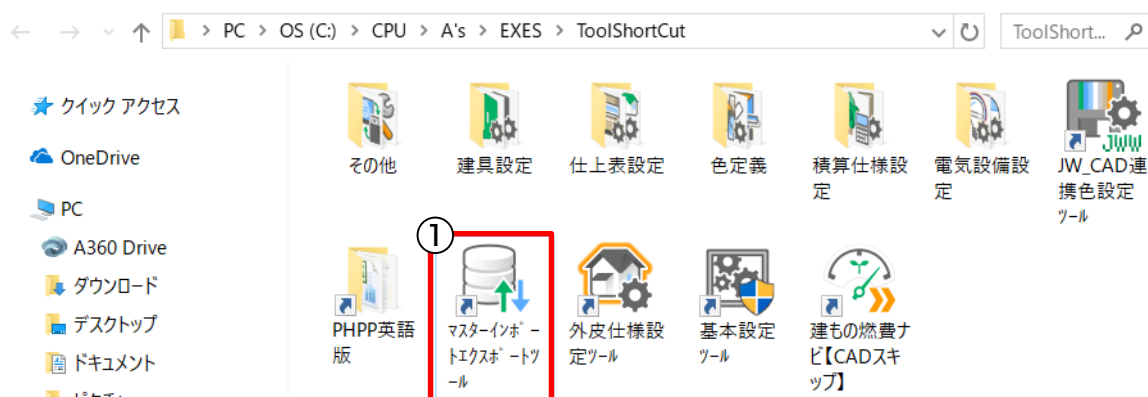 PC > OS (C:) > CPU > A's > EXES > ToolShortCut
ToolShort...
クイック アクセス
OneDrive
PC
A360 Drive
ダウンロード
デスクトップ
ドキュメント
その他
建具設定
仕上表設定
色定義
積算仕様設
定
電気設備設
定
JWW
JW_CAD連
携色設定
ﾂｰﾙ
①
PHPP英語
版
ﾏｽﾀｰｲﾝﾎﾟｰ
ﾄｴｸｽﾎﾟｰﾄﾂ
ｰﾙ
外皮仕様設
定ﾂｰﾙ
基本設定
ﾂｰﾙ
建もの燃費ナ
ビ【CADスキ
ップ】